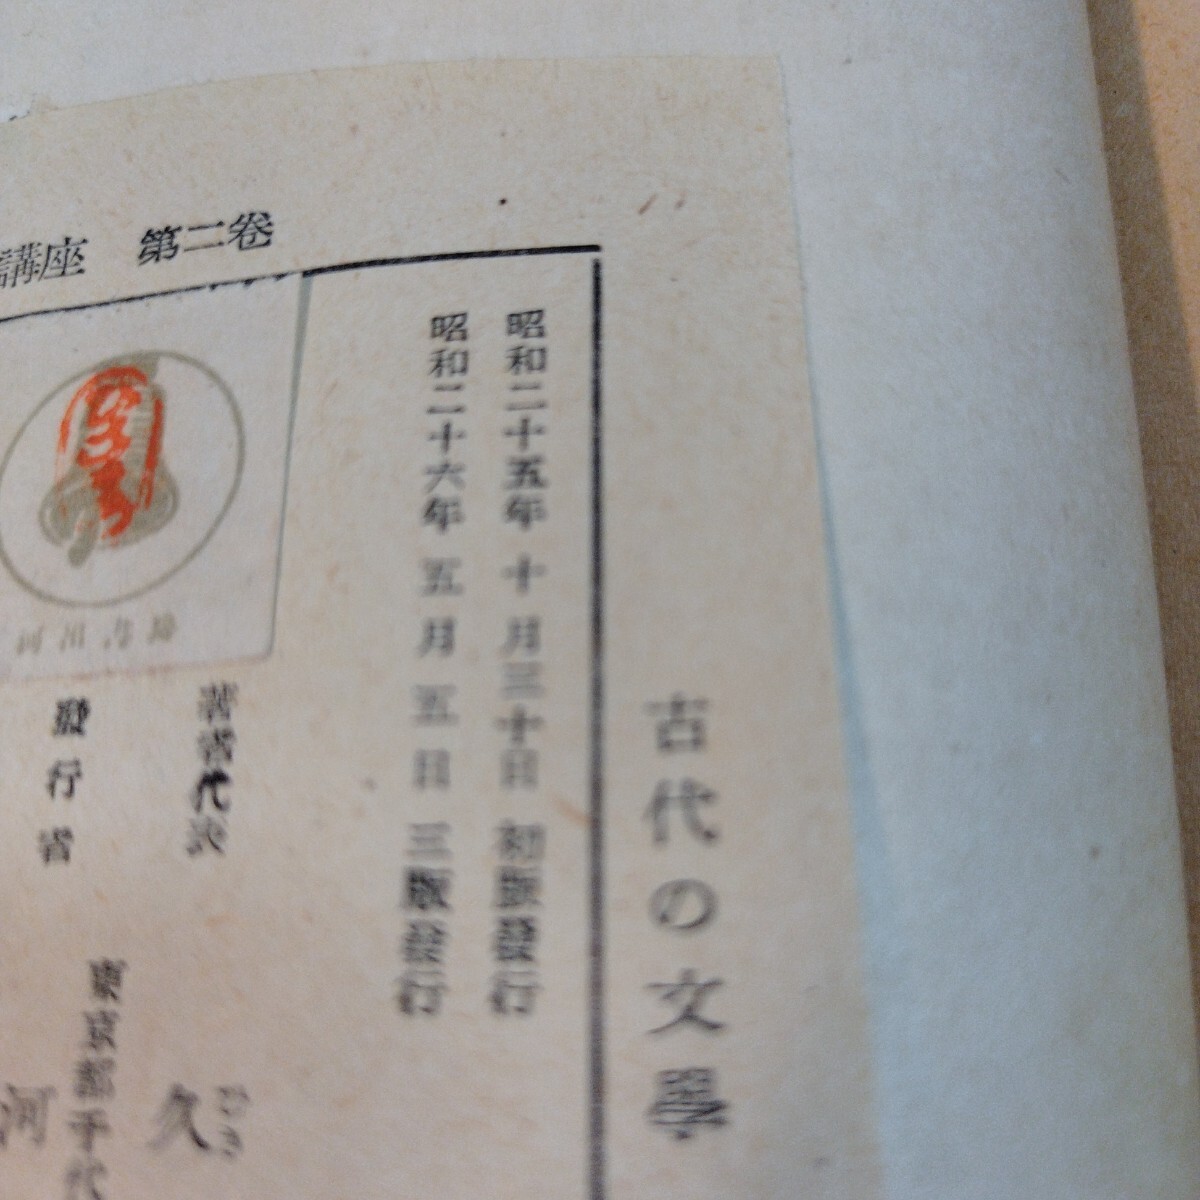 講座 第二卷
古代の文學
昭和二十五年十月三十日初版發行
昭和二十六年五月五日三版發行
著者代表
久
發行者
東京都千代
河